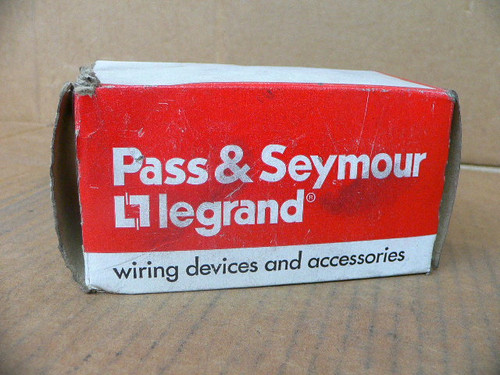 Pass & Seymour
legrand®
wiring devices and accessories